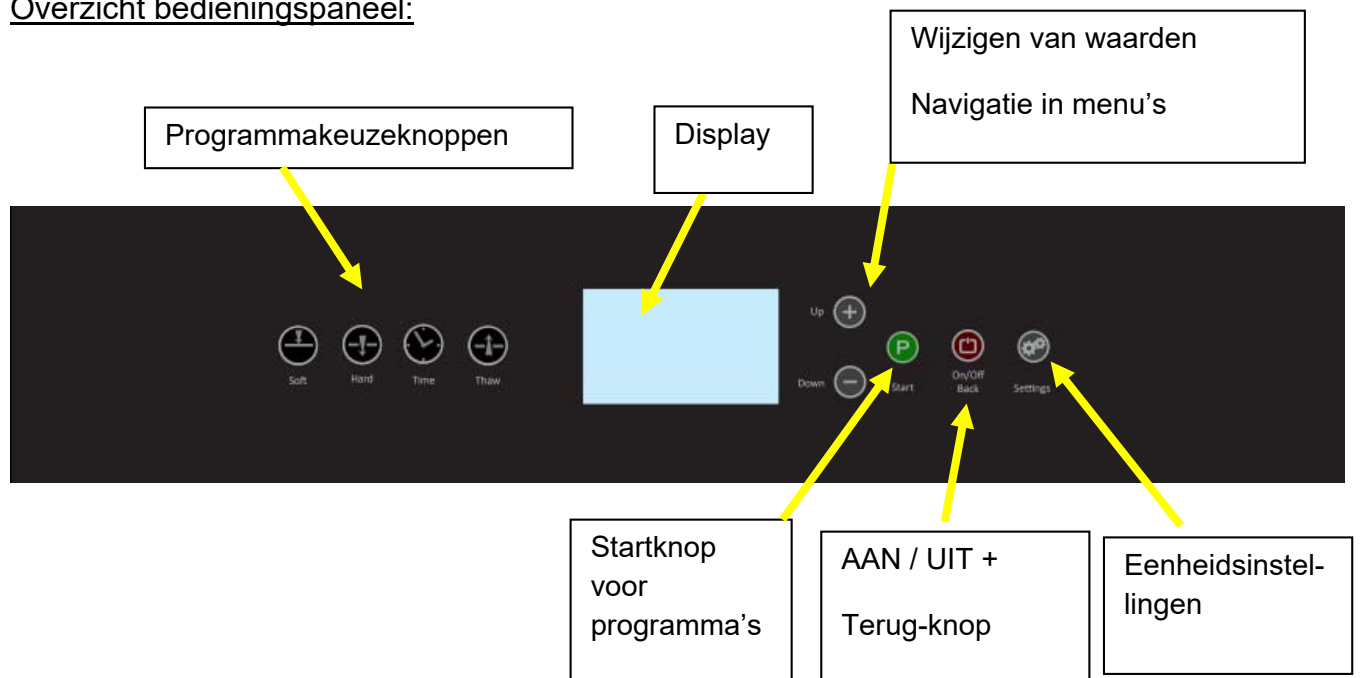 Overzicht bedieningspaneel:
Wijzigen van waarden
Navigatie in menu's
Programmakeuzeknoppen
Display
Up
+
Soft
Hard
Time
Thaw
Down
−
P
Start
On/Off
Back
Settings
Startknop
voor
programma's
AAN / UIT +
Terug-knop
Eenheidsinstel-
lingen